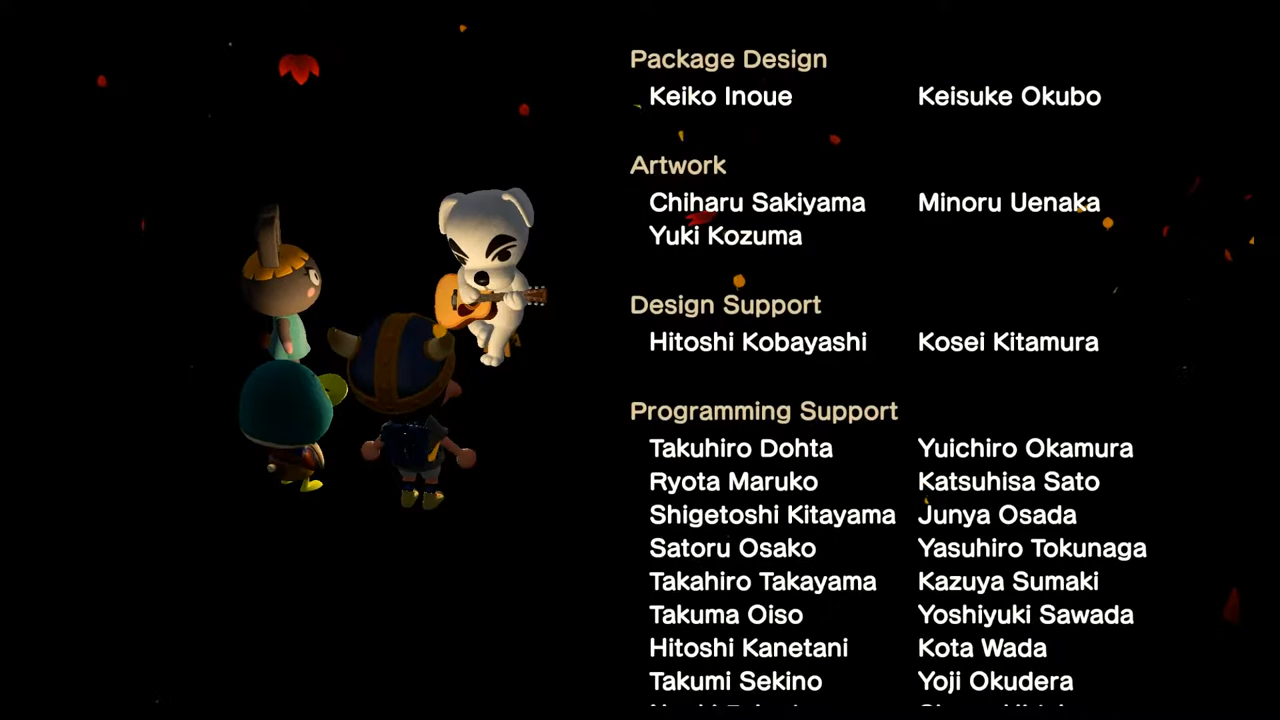 Package Design
Keiko Inoue Keisuke Okubo
Artwork
Chiharu Sakiyama Minoru Uenaka
Yuki Kozuma
Design Support
Hitoshi Kobayashi Kosei Kitamura
Programming Support
Takuhiro Dohta Yuichiro Okamura
Ryota Maruko Katsuhisa Sato
Shigetoshi Kitayama Junya Osada
Satoru Osako Yasuhiro Tokunaga
Takahiro Takayama Kazuya Sumaki
Takuma Oiso Yoshiyuki Sawada
Hitoshi Kanetani Kota Wada
Takumi Sekino Yoji Okudera